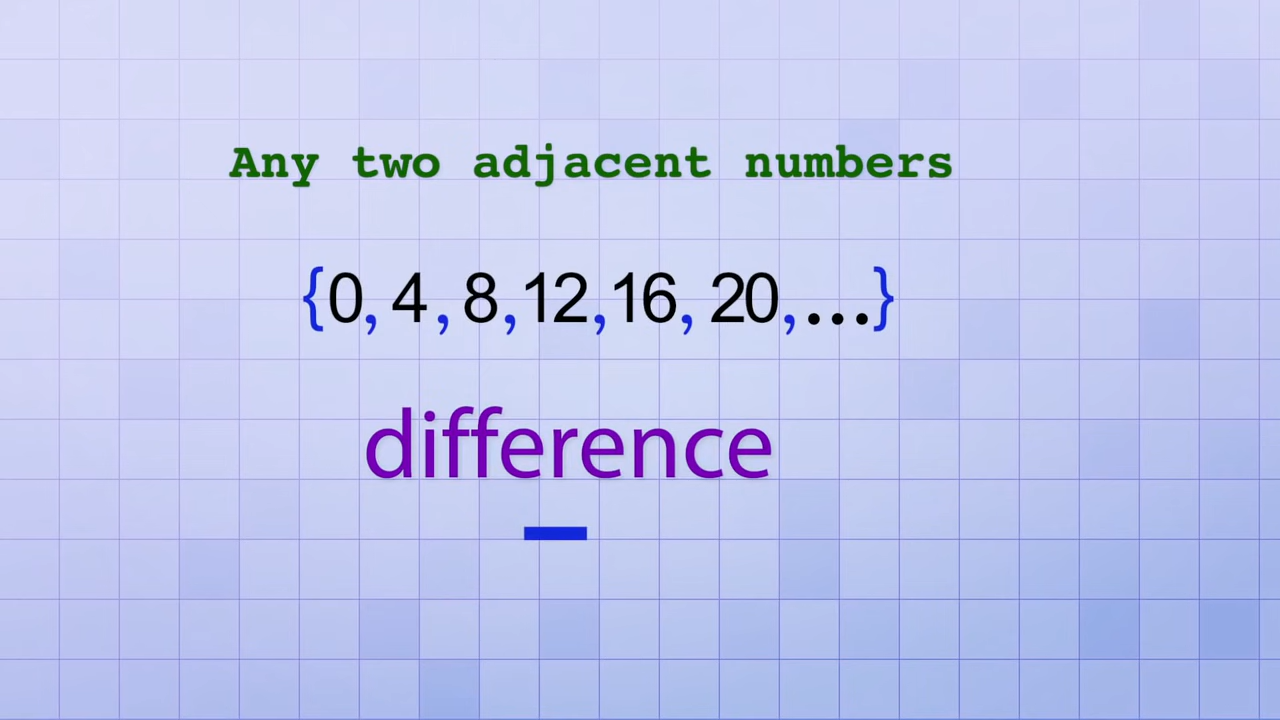 Any two adjacent numbers
{0, 4, 8, 12, 16, 20, ...}
difference
–